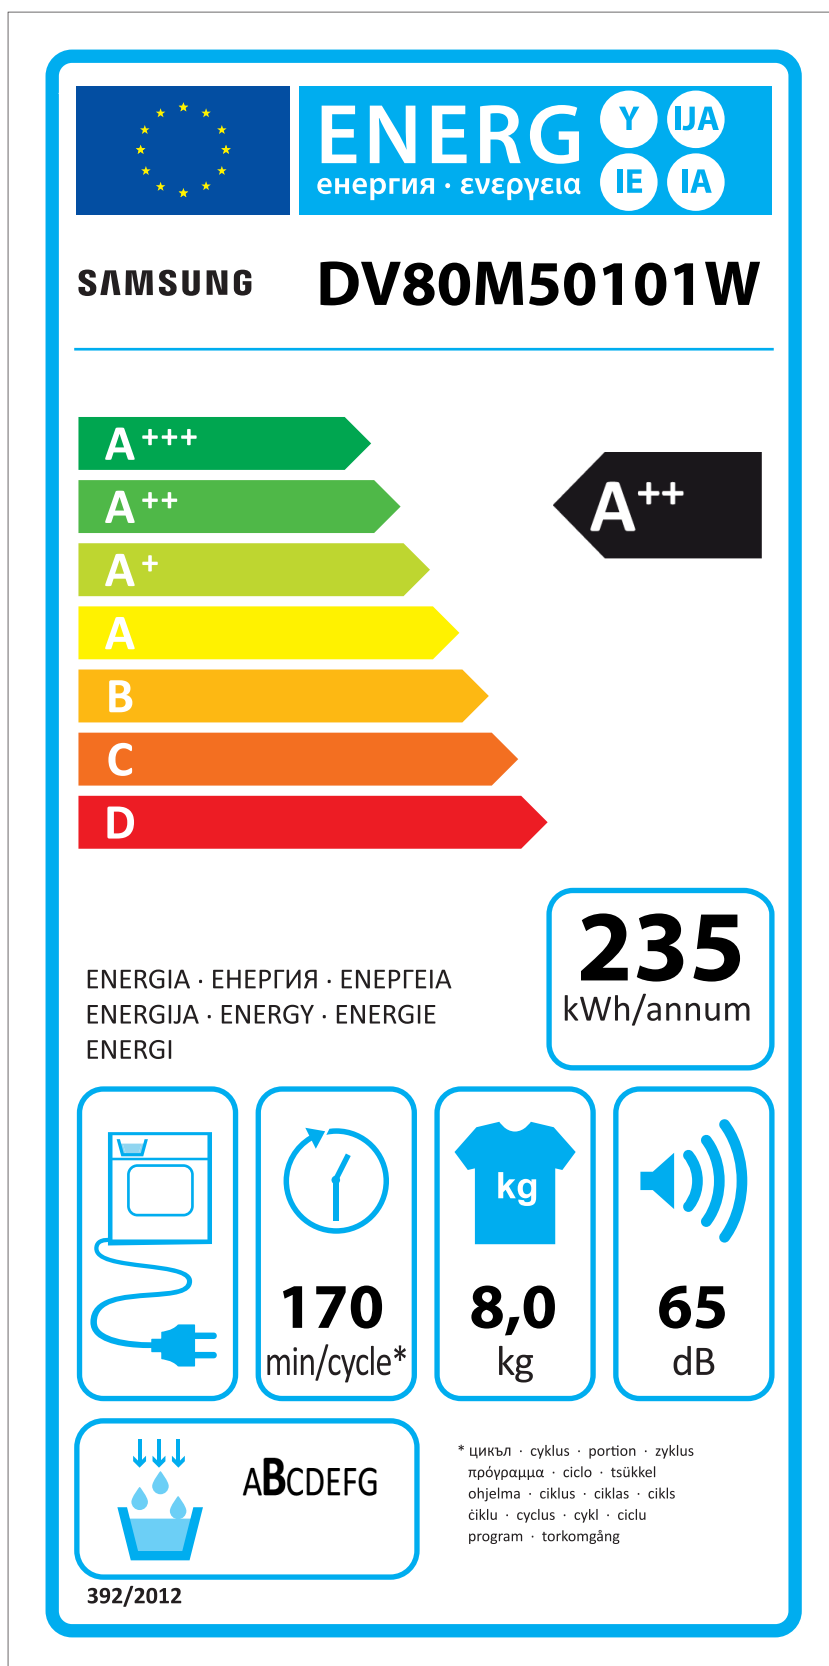 ENERG
Y
IJA
енергия · ενεργεια
IE
IA
SAMSUNG
DV80M50101W
A+++
A++
A++
A+
A
B
C
D
235
kWh/annum
ENERGIA · ЕНЕРГИЯ · ΕΝΕΡΓΕΙΑ
ENERGIJA · ENERGY · ENERGIE
ENERGI
kg
170
min/cycle*
8,0
kg
65
dB
ABCDEFG
* цикъл · cyklus · portion · zyklus
πρόγραμμα · ciclo · tsükkel
ohjelma · ciklus · ciklas · cikls
ċiklu · cyclus · cykl · ciclu
program · torkomgång
392/2012